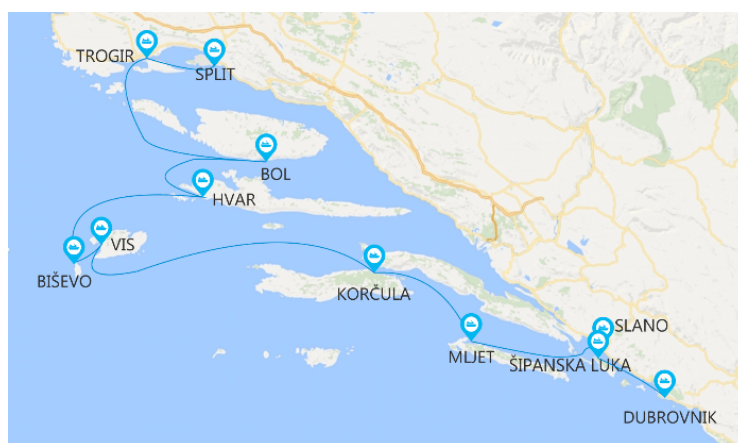 TROGIR
SPLIT
BOL
HVAR
VIS
BIŠEVO
KORČULA
SLANO
MLJET
ŠIPANSKA LUKA
DUBROVNIK